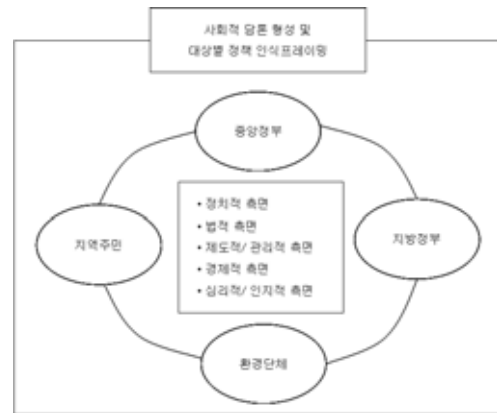 사회적 담론 형성 및
대상별 정책 인식프레이밍
중앙정부
• 정치적 측면
• 법적 측면
• 제도적/ 관리적 측면
• 경제적 측면
• 심리적/ 인지적 측면
지역주민
지방정부
환경단체